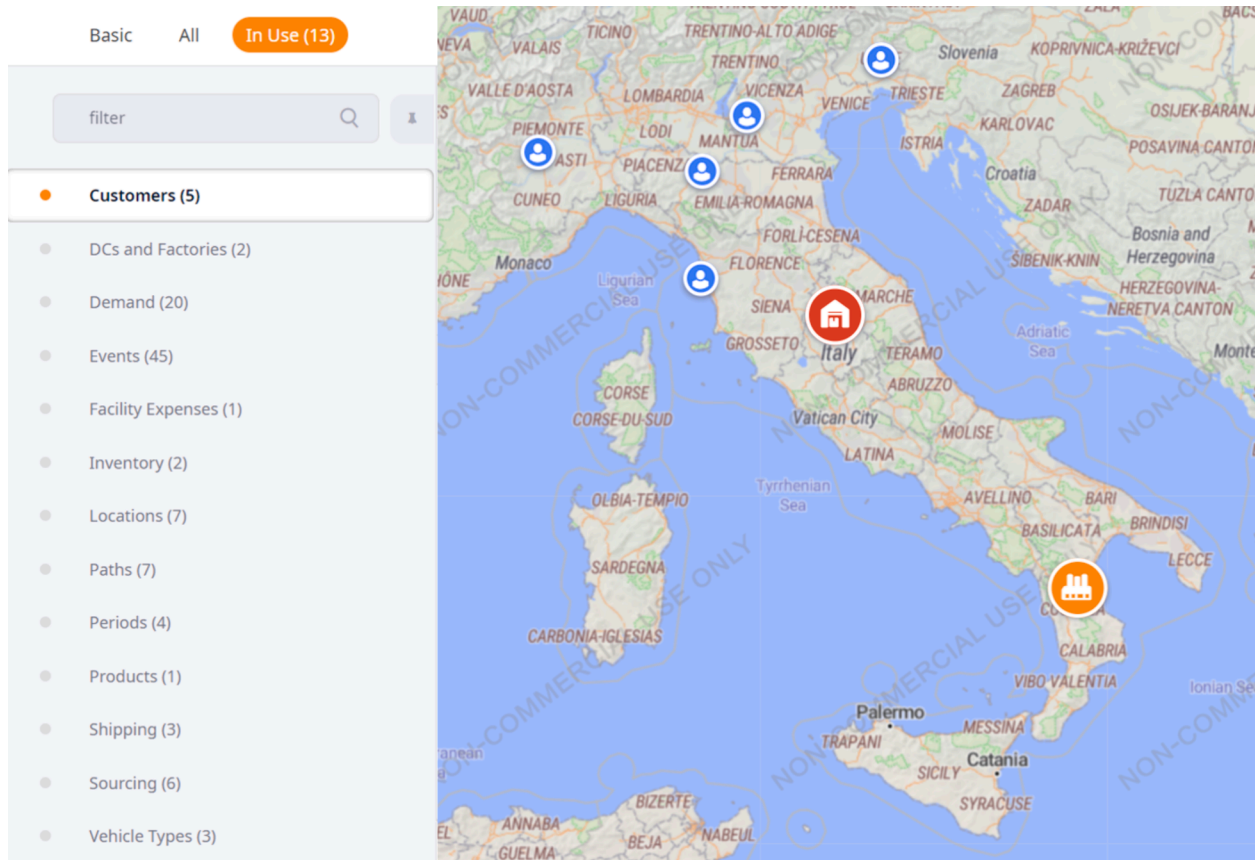 Basic
All
In Use (13)
filter
Customers (5)
DCs and Factories (2)
Demand (20)
Events (45)
Facility Expenses (1)
Inventory (2)
Locations (7)
Paths (7)
Periods (4)
Products (1)
Shipping (3)
Sourcing (6)
Vehicle Types (3)
VAUD
TICINO
TRENTINO-ALTO ADIGE
VALAIS
TRENTINO
Slovenia
KOPRIVNICA-KRIŽEVCI
VALLE D'AOSTA
LOMBARDIA
VICENZA
VENICE
TRIESTE
ZAGREB
OSIJEK-BARANJ
PIEMONTE
LODI
MANTUA
KARLOVAC
ASTI
PIACENZ
FERRARA
ISTRIA
POSAVINA CANTO
CUNEO
LIGURIA
EMILIA-ROMAGNA
Croatia
TUZLA CANTO
ZADAR
FORLÌ-CESENA
Bosnia and
Herzegovina
Monaco
FLORENCE
ŠIBENIK-KNIN
Ligurian
Sea
HERZEGOVINA-
NERETVA CANTON
SIENA
MARCHE
GROSSETO
Italy
TERAMO
Adriatic
Sea
Monte
CORSE
ABRUZZO
CORSE-DU-SUD
Vatican City
MOLISE
LATINA
Tyrrhenian
Sea
OLBIA-TEMPIO
AVELLINO
BARI
BASILICATA
BRINDISI
LECCE
SARDEGNA
CARBONIA-IGLESIAS
CALABRIA
VIBO VALENTIA
Ionian Se
Palermo
MESSINA
TRAPANI
Catania
SICILY
SYRACUSE
BIZERTE
ANNABA
NABEUL
BEJA
GUELMA
NON-COMMERCIAL USE ONLY